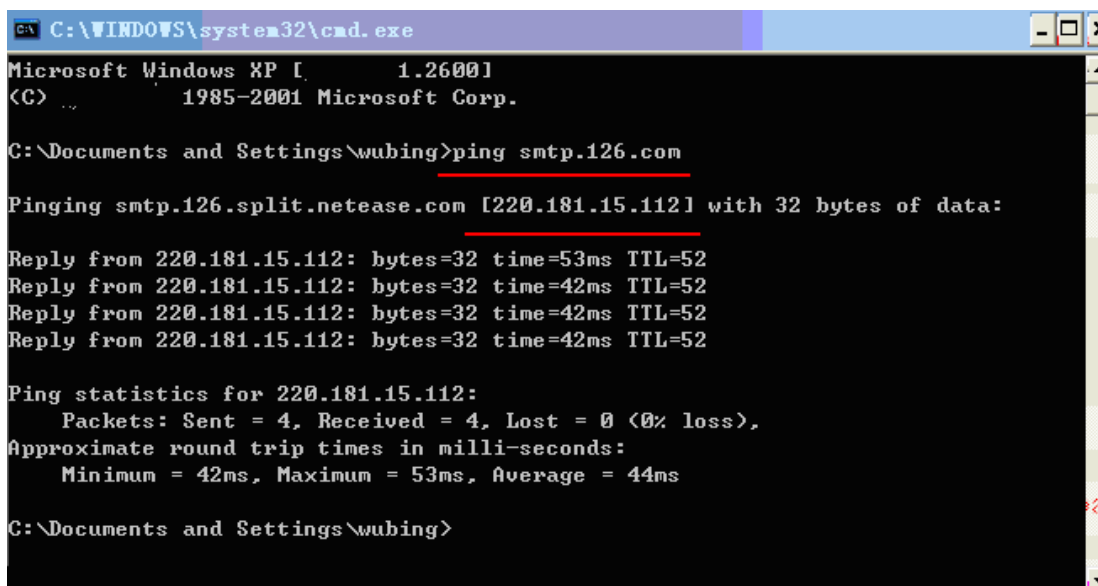 C:\WINDOWS\system32\cmd.exe
Microsoft Windows XP [ 1.2600]
(C) 1985-2001 Microsoft Corp.
C:\Documents and Settings\wubing>ping smtp.126.com
Pinging smtp.126.split.netease.com [220.181.15.112] with 32 bytes of data:
Reply from 220.181.15.112: bytes=32 time=53ms TTL=52
Reply from 220.181.15.112: bytes=32 time=42ms TTL=52
Reply from 220.181.15.112: bytes=32 time=42ms TTL=52
Reply from 220.181.15.112: bytes=32 time=42ms TTL=52
Ping statistics for 220.181.15.112:
Packets: Sent = 4, Received = 4, Lost = 0 (0% loss),
Approximate round trip times in milli-seconds:
Minimum = 42ms, Maximum = 53ms, Average = 44ms
C:\Documents and Settings\wubing>